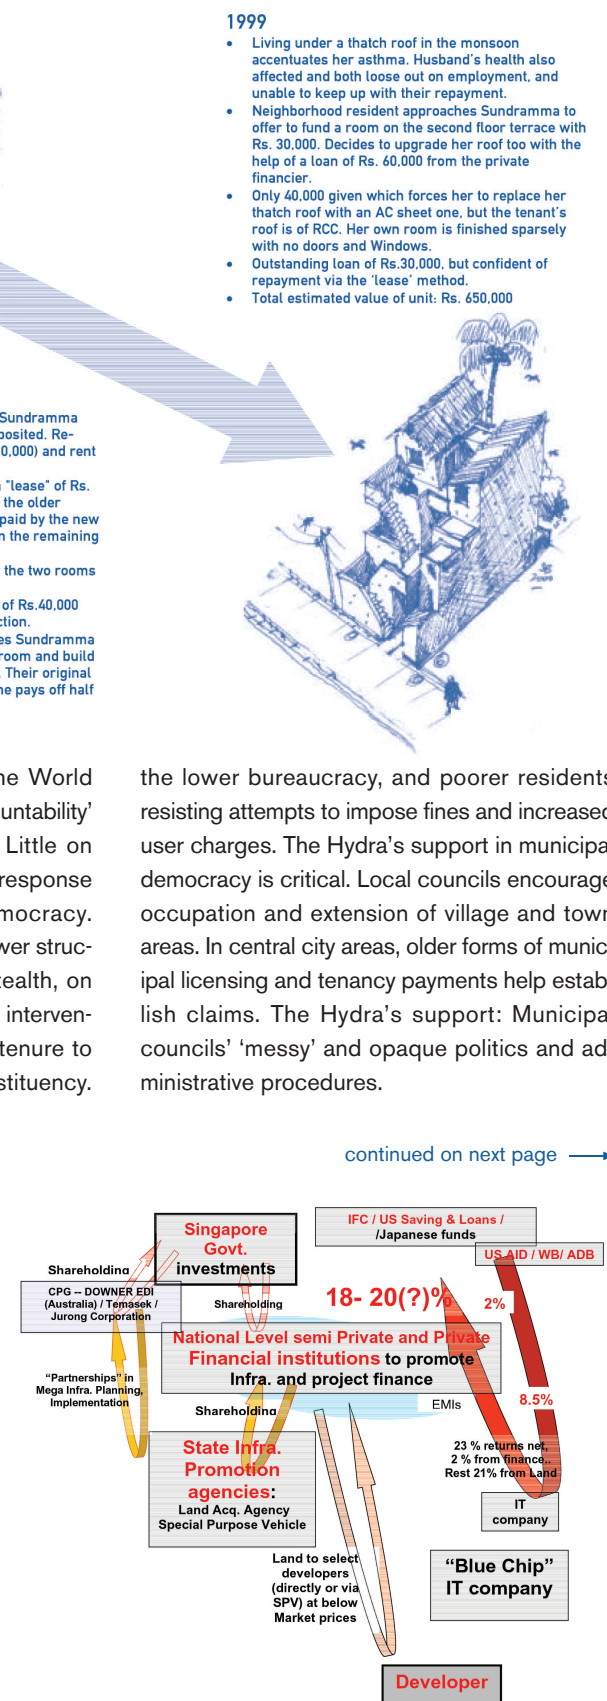 1999
• Living under a thatch roof in the monsoon
accentuates her asthma. Husband's health also
affected and both loose out on employment, and
unable to keep up with their repayment.
• Neighborhood resident approaches Sundramma to
offer to fund a room on the second floor terrace with
Rs. 30,000. Decides to upgrade her roof too with the
help of a loan of Rs. 60,000 from the private
financier.
• Only 40,000 given which forces her to replace her
thatch roof with an AC sheet one, but the tenant's
roof is of RCC. Her own room is finished sparsely
with no doors and Windows.
• Outstanding loan of Rs.30,000, but confident of
repayment via the 'lease' method.
• Total estimated value of unit: Rs. 650,000
Sundramma
posited. Re-
0,000) and rent
"lease" of Rs.
the older
paid by the new
n the remaining
the two rooms
of Rs.40,000
ction.
es Sundramma
room and build
. Their original
he pays off half
he World
untability'
Little on
response
mocracy.
wer struc-
ealth, on
interven-
tenure to
stituency.
the lower bureaucracy, and poorer residents
resisting attempts to impose fines and increased
user charges. The Hydra's support in municipa
democracy is critical. Local councils encourage
occupation and extension of village and town
areas. In central city areas, older forms of munic
ipal licensing and tenancy payments help estab
lish claims. The Hydra's support: Municipa
councils' 'messy' and opaque politics and ad
ministrative procedures.
continued on next page
Singapore
Govt.
investments
IFC / US Saving & Loans /
/Japanese funds
US AID / WB/ ADB
Shareholding
CPG -- DOWNER EDI
(Australia) / Temasek /
Jurong Corporation
Shareholding
18- 20(?)%
2%
National Level semi Private and Private
Financial institutions to promote
Infra. and project finance
"Partnerships" in
Mega Infra. Planning,
Implementation
Shareholding
EMIs
8.5%
State Infra.
Promotion
agencies:
Land Acq. Agency
Special Purpose Vehicle
23 % returns net,
2 % from finance..
Rest 21% from Land
IT
company
Land to select
developers
(directly or via
SPV) at below
Market prices
"Blue Chip"
IT company
Developer